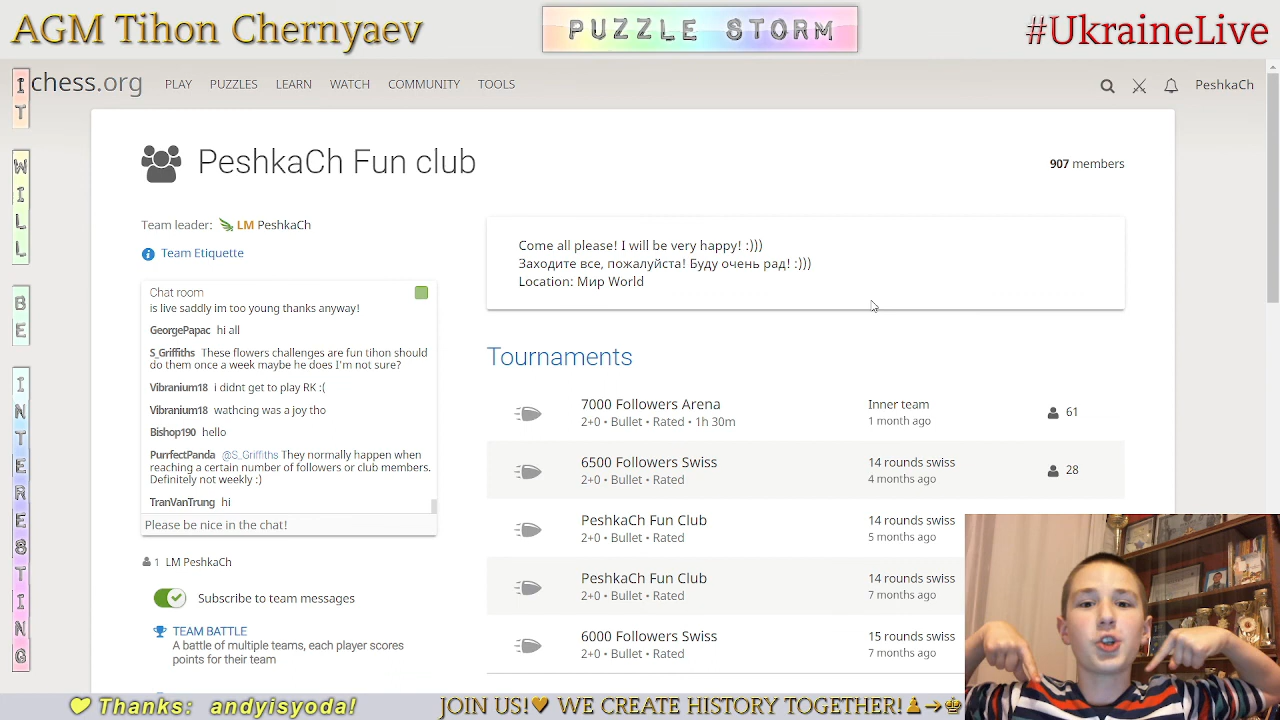 AGM Tihon Chernyaev
PUZZLE STORM
#UkraineLive
IT WILL BE INTERESTING
chess.org
PLAY PUZZLES LEARN WATCH COMMUNITY TOOLS
PeshkaCh
PeshkaCh Fun club
907 members
Team leader: LM PeshkaCh
Team Etiquette
Come all please! I will be very happy! :)))
Заходите все, пожалуйста! Буду очень рад! :)))
Location: Мир World
Chat room
is live saddly im too young thanks anyway!
GeorgePapac hi all
S_Griffiths These flowers challenges are fun tihon should
do them once a week maybe he does I'm not sure?
Vibranium18 i didnt get to play RK :(
Vibranium18 wathcing was a joy tho
Bishop190 hello
PurrfectPanda @S_Griffiths They normally happen when
reaching a certain number of followers or club members.
Definitely not weekly :)
TranVanTrung hi
Please be nice in the chat!
1 LM PeshkaCh
Subscribe to team messages
TEAM BATTLE
A battle of multiple teams, each player scores
points for their team
Tournaments
7000 Followers Arena Inner team 61
2+0 • Bullet • Rated • 1h 30m 1 month ago
6500 Followers Swiss 14 rounds swiss 28
2+0 • Bullet • Rated 4 months ago
PeshkaCh Fun Club 14 rounds swiss
2+0 • Bullet • Rated 5 months ago
PeshkaCh Fun Club 14 rounds swiss
2+0 • Bullet • Rated 7 months ago
6000 Followers Swiss 15 rounds swiss
2+0 • Bullet • Rated 7 months ago
Thanks: andyisyoda!
JOIN US!♥ WE CREATE HISTORY TOGETHER!♟→♚